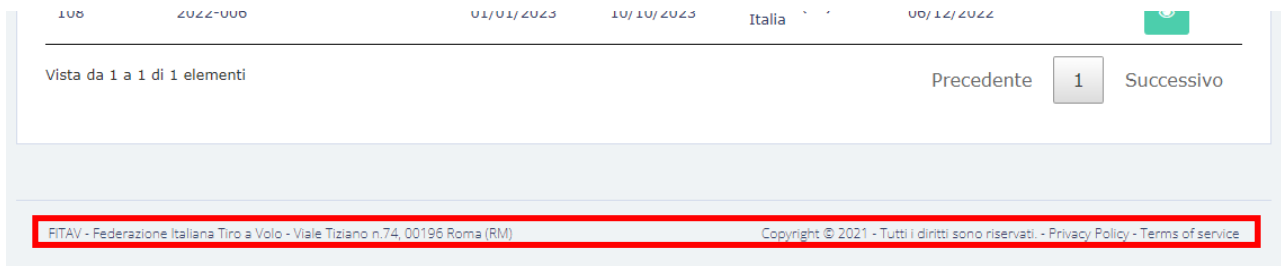 108 2022-006 01/01/2023 10/10/2023 Italia 06/12/2022
Vista da 1 a 1 di 1 elementi Precedente 1 Successivo
FITAV - Federazione Italiana Tiro a Volo - Viale Tiziano n.74, 00196 Roma (RM) Copyright © 2021 - Tutti i diritti sono riservati. - Privacy Policy - Terms of service